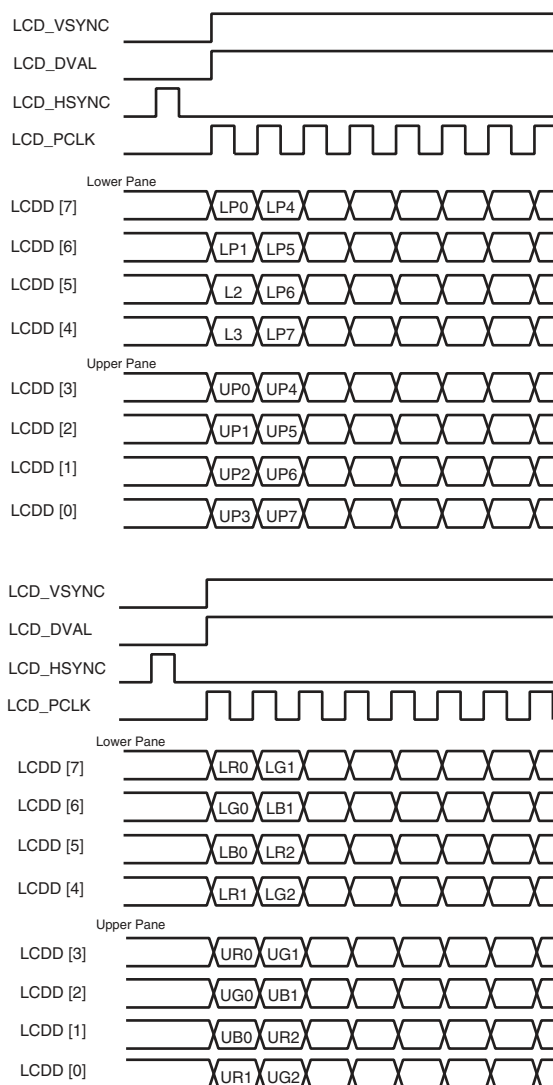 LCD_VSYNC
LCD_DVAL
LCD_HSYNC
LCD_PCLK
Lower Pane
LCDD [7] LP0 LP4
LCDD [6] LP1 LP5
LCDD [5] L2 LP6
LCDD [4] L3 LP7
Upper Pane
LCDD [3] UP0 UP4
LCDD [2] UP1 UP5
LCDD [1] UP2 UP6
LCDD [0] UP3 UP7
LCD_VSYNC
LCD_DVAL
LCD_HSYNC
LCD_PCLK
Lower Pane
LCDD [7] LR0 LG1
LCDD [6] LG0 LB1
LCDD [5] LB0 LR2
LCDD [4] LR1 LG2
Upper Pane
LCDD [3] UR0 UG1
LCDD [2] UG0 UB1
LCDD [1] UB0 UR2
LCDD [0] UR1 UG2